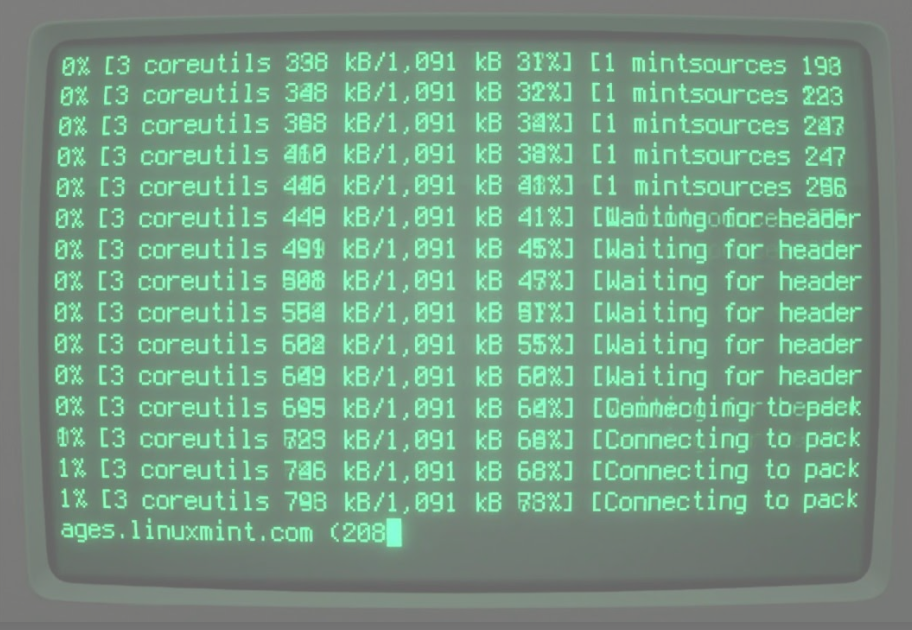 0% [3 coreutils 338 kB/1,091 kB 31%] [1 mintsources 193
0% [3 coreutils 348 kB/1,091 kB 32%] [1 mintsources 223
0% [3 coreutils 368 kB/1,091 kB 34%] [1 mintsources 247
0% [3 coreutils 410 kB/1,091 kB 38%] [1 mintsources 247
0% [3 coreutils 446 kB/1,091 kB 41%] [1 mintsources 256
0% [3 coreutils 449 kB/1,091 kB 41%] [Waiting for header
0% [3 coreutils 491 kB/1,091 kB 45%] [Waiting for header
0% [3 coreutils 508 kB/1,091 kB 47%] [Waiting for header
0% [3 coreutils 554 kB/1,091 kB 51%] [Waiting for header
0% [3 coreutils 602 kB/1,091 kB 55%] [Waiting for header
0% [3 coreutils kB/1,091 kB 60%] [Waiting for header
0% [3 coreutils 695 kB/1,091 kB 64%] [Connecting to pack
1% [3 coreutils 723 kB/1,091 kB] [Connecting to pack
1% [3 coreutils 746 kB/1,091 kB 68%] [Connecting to pack
1% [3 coreutils 793 kB/1,091 kB 73%] [Connecting to pack
ages.linuxmint.com (208